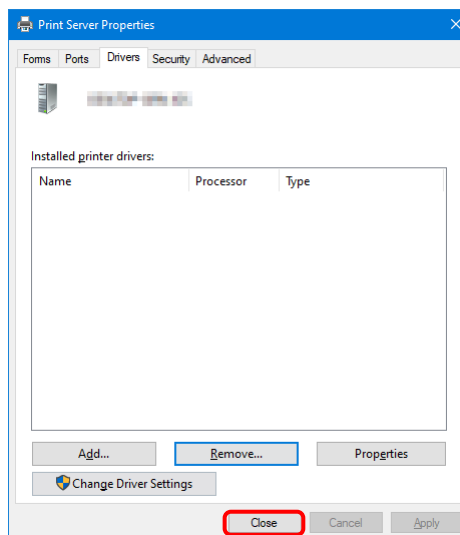 Print Server Properties
Forms Ports Drivers Security Advanced
Installed printer drivers:
Name Processor Type
Add... Remove... Properties
Change Driver Settings
Close Cancel Apply